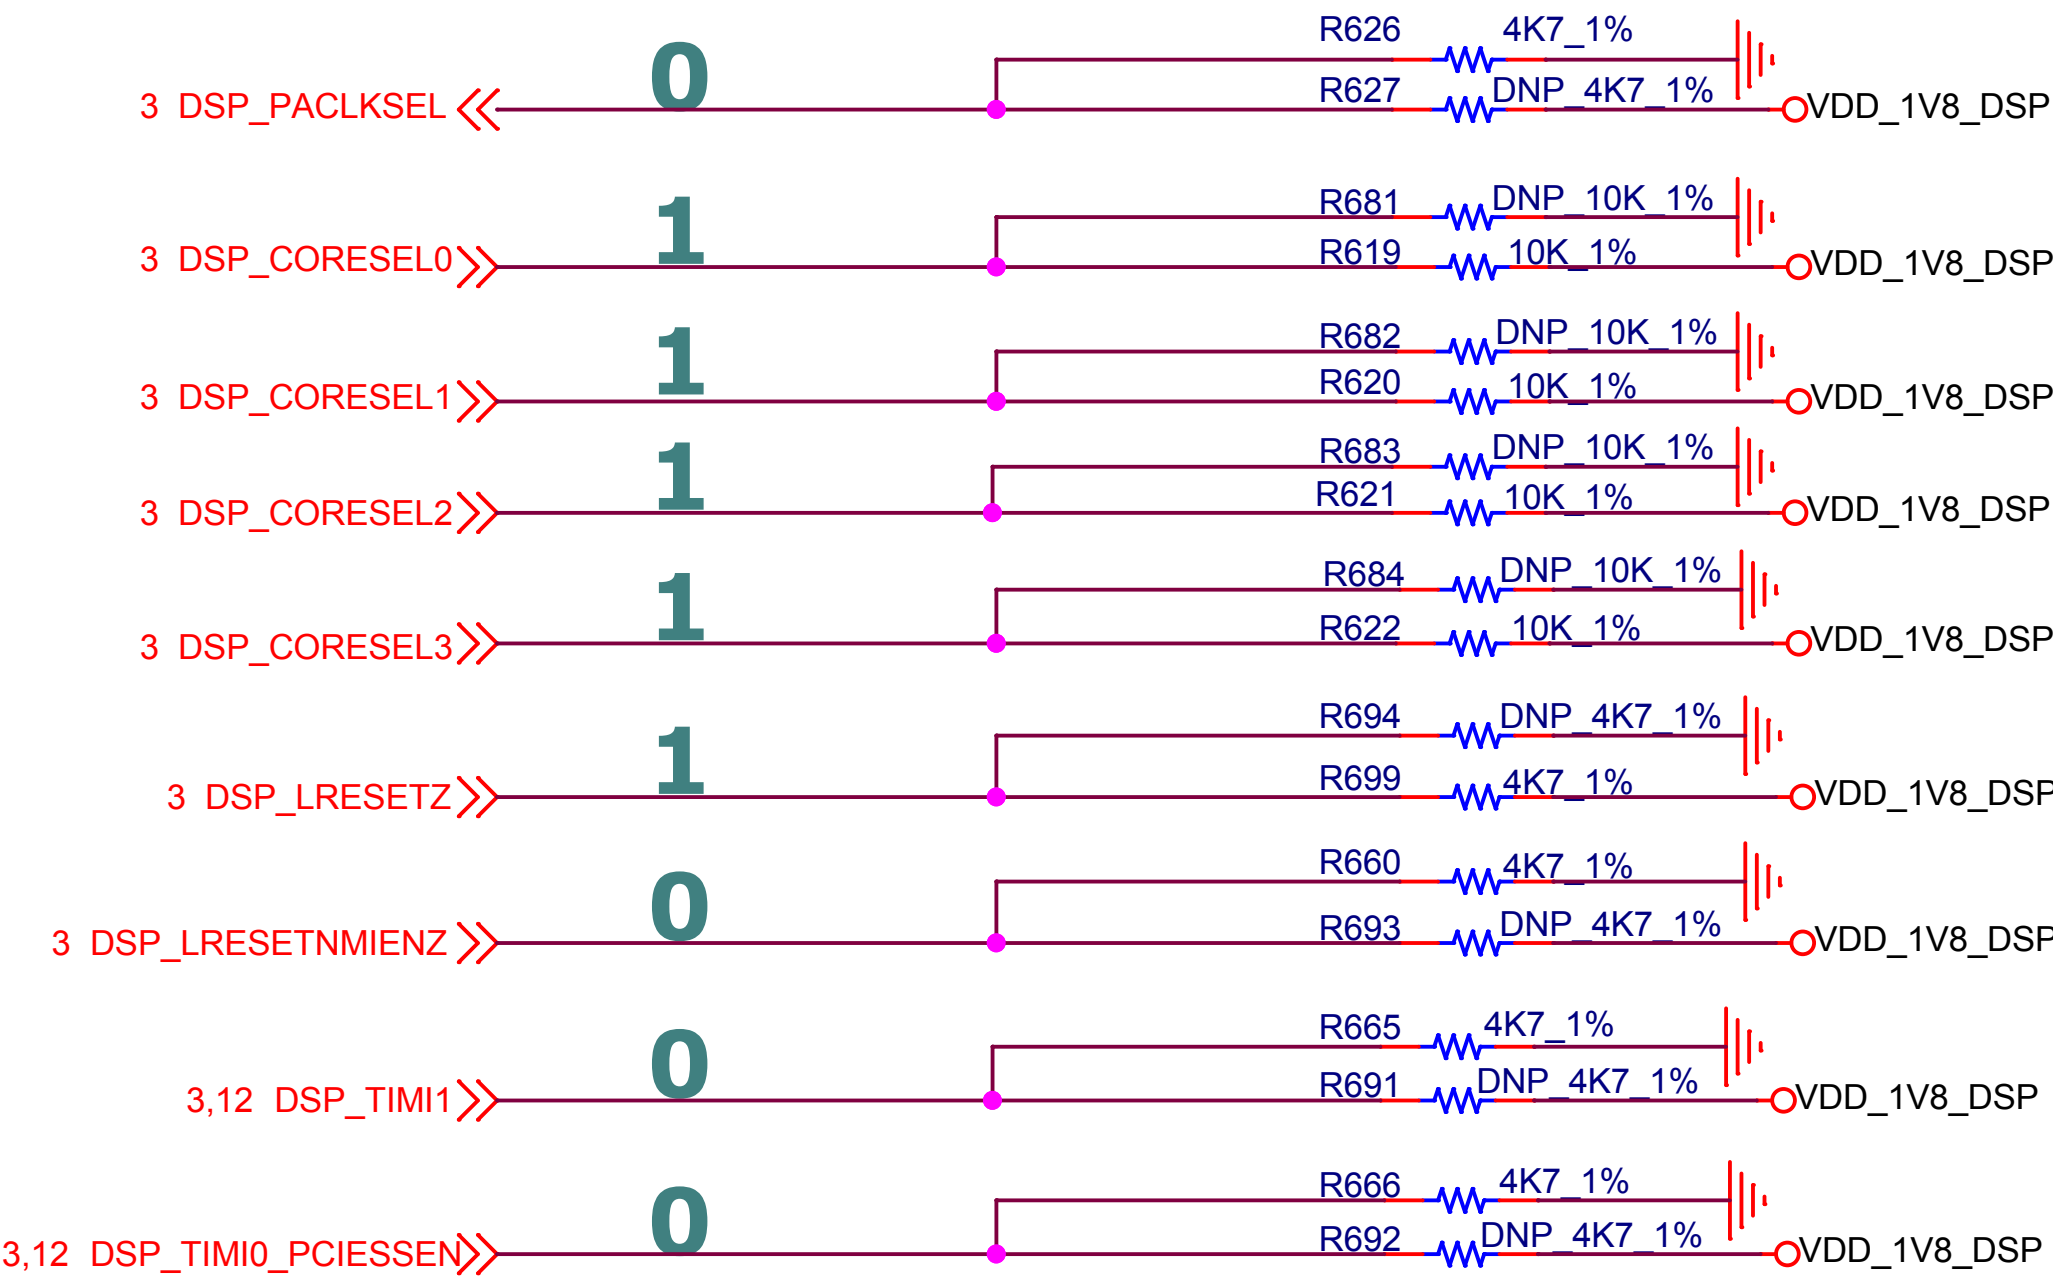 R626 4K7_1%
0
3 DSP_PACLKSEL R627 DNP_4K7_1% VDD_1V8_DSP
R681 DNP_10K_1%
1
3 DSP_CORESEL0 R619 10K_1% VDD_1V8_DSP
R682 DNP_10K_1%
1
3 DSP_CORESEL1 R620 10K_1% VDD_1V8_DSP
R683 DNP_10K_1%
1
3 DSP_CORESEL2 R621 10K_1% VDD_1V8_DSP
R684 DNP_10K_1%
1
3 DSP_CORESEL3 R622 10K_1% VDD_1V8_DSP
R694 DNP_4K7_1%
1
3 DSP_LRESETZ R699 4K7_1% VDD_1V8_DSP
R660 4K7_1%
0
3 DSP_LRESETNMIENZ R693 DNP_4K7_1% VDD_1V8_DSP
R665 4K7_1%
0
3,12 DSP_TIMI1 R691 DNP_4K7_1% VDD_1V8_DSP
R666 4K7_1%
0
3,12 DSP_TIMI0_PCIESSEN R692 DNP_4K7_1% VDD_1V8_DSP